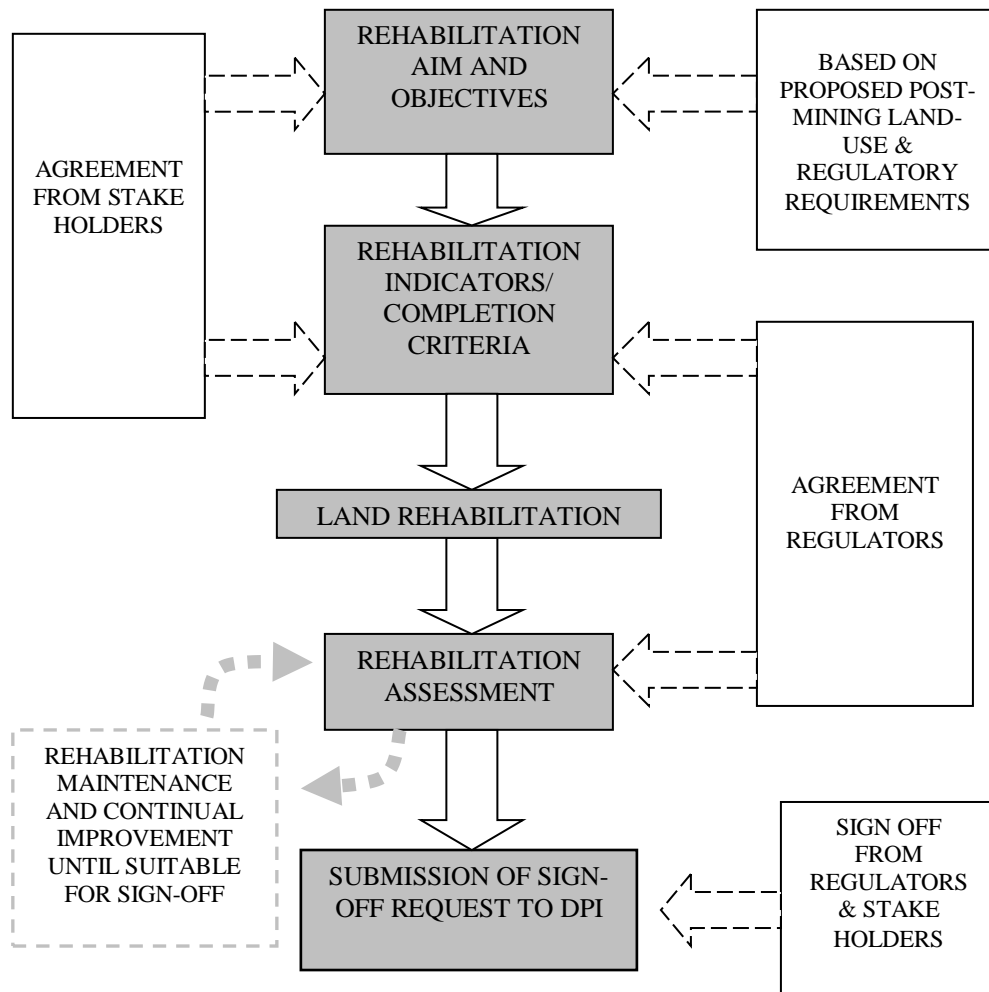 REHABILITATION
AIM AND
OBJECTIVES
BASED ON
PROPOSED POST-
MINING LAND-
USE &
REGULATORY
REQUIREMENTS
AGREEMENT
FROM STAKE
HOLDERS
REHABILITATION
INDICATORS/
COMPLETION
CRITERIA
LAND REHABILITATION
AGREEMENT
FROM
REGULATORS
REHABILITATION
ASSESSMENT
REHABILITATION
MAINTENANCE
AND CONTINUAL
IMPROVEMENT
UNTIL SUITABLE
FOR SIGN-OFF
SUBMISSION OF SIGN-
OFF REQUEST TO DPI
SIGN OFF
FROM
REGULATORS
& STAKE
HOLDERS